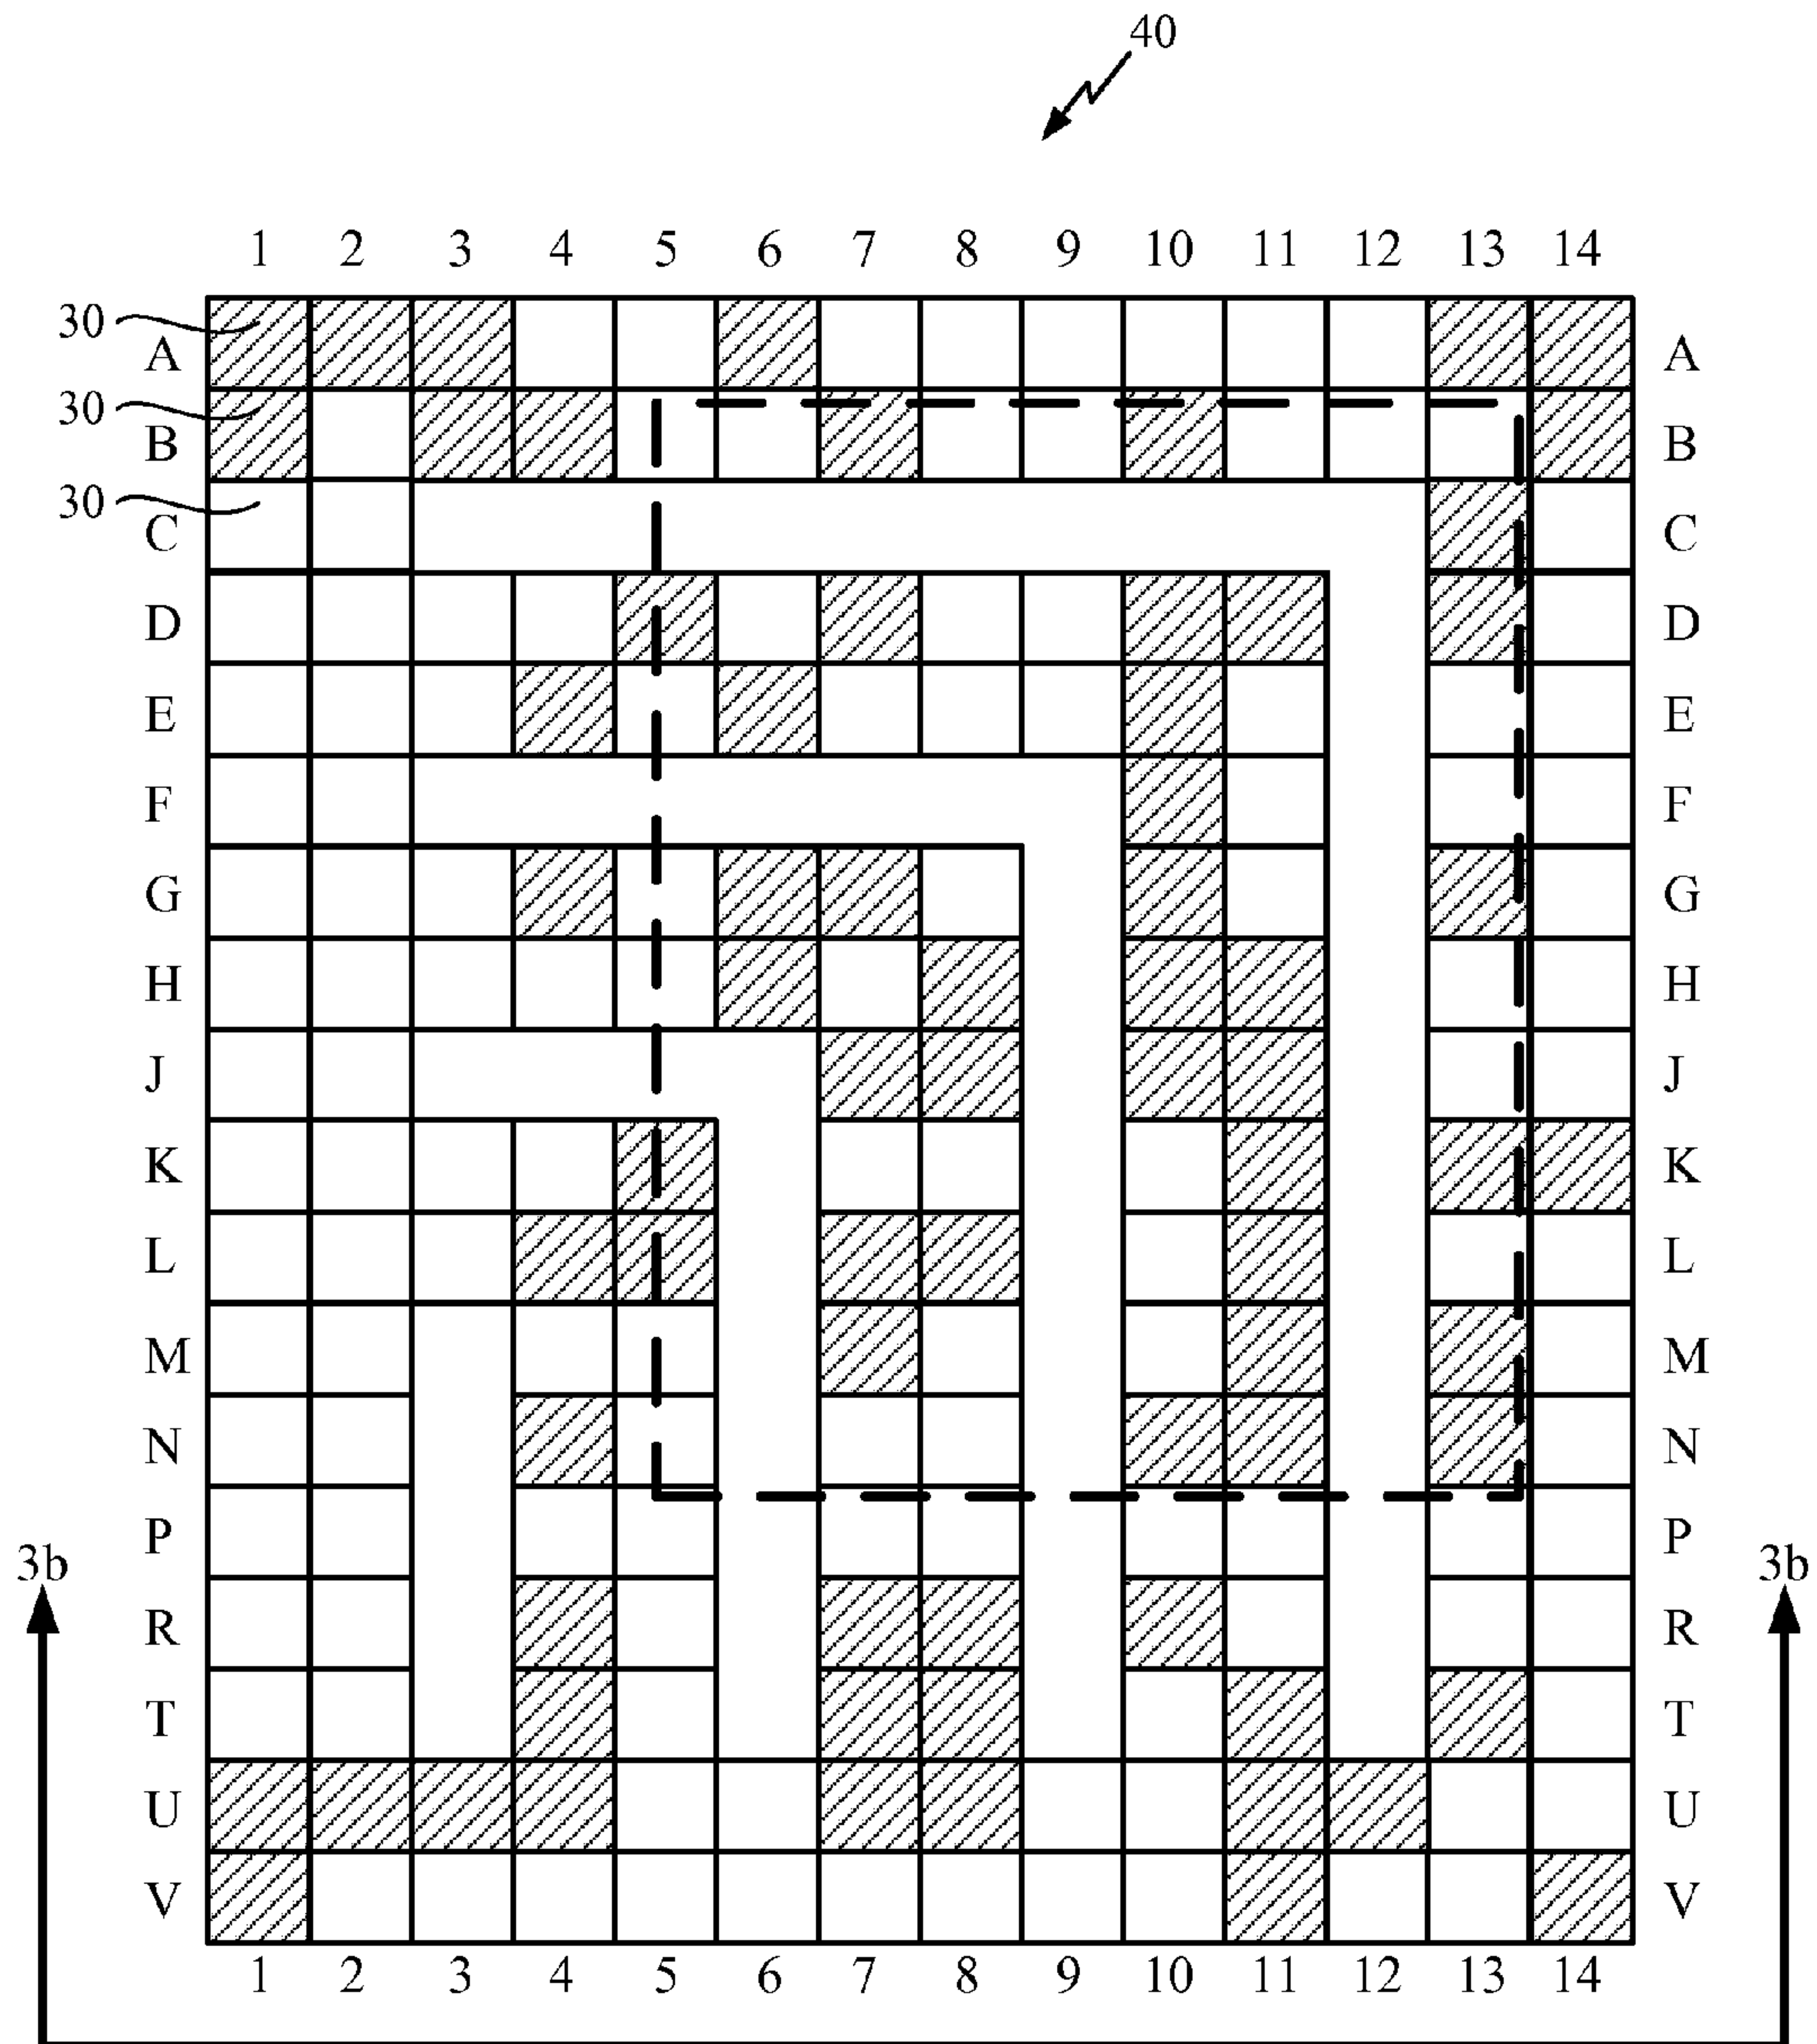 40
1 2 3 4 5 6 7 8 9 10 11 12 13 14
30
A A
30
B B
30
C C
D D
E E
F F
G G
H H
J J
K K
L L
M M
N N
P P
3b 3b
R R
T T
U U
V V
1 2 3 4 5 6 7 8 9 10 11 12 13 14